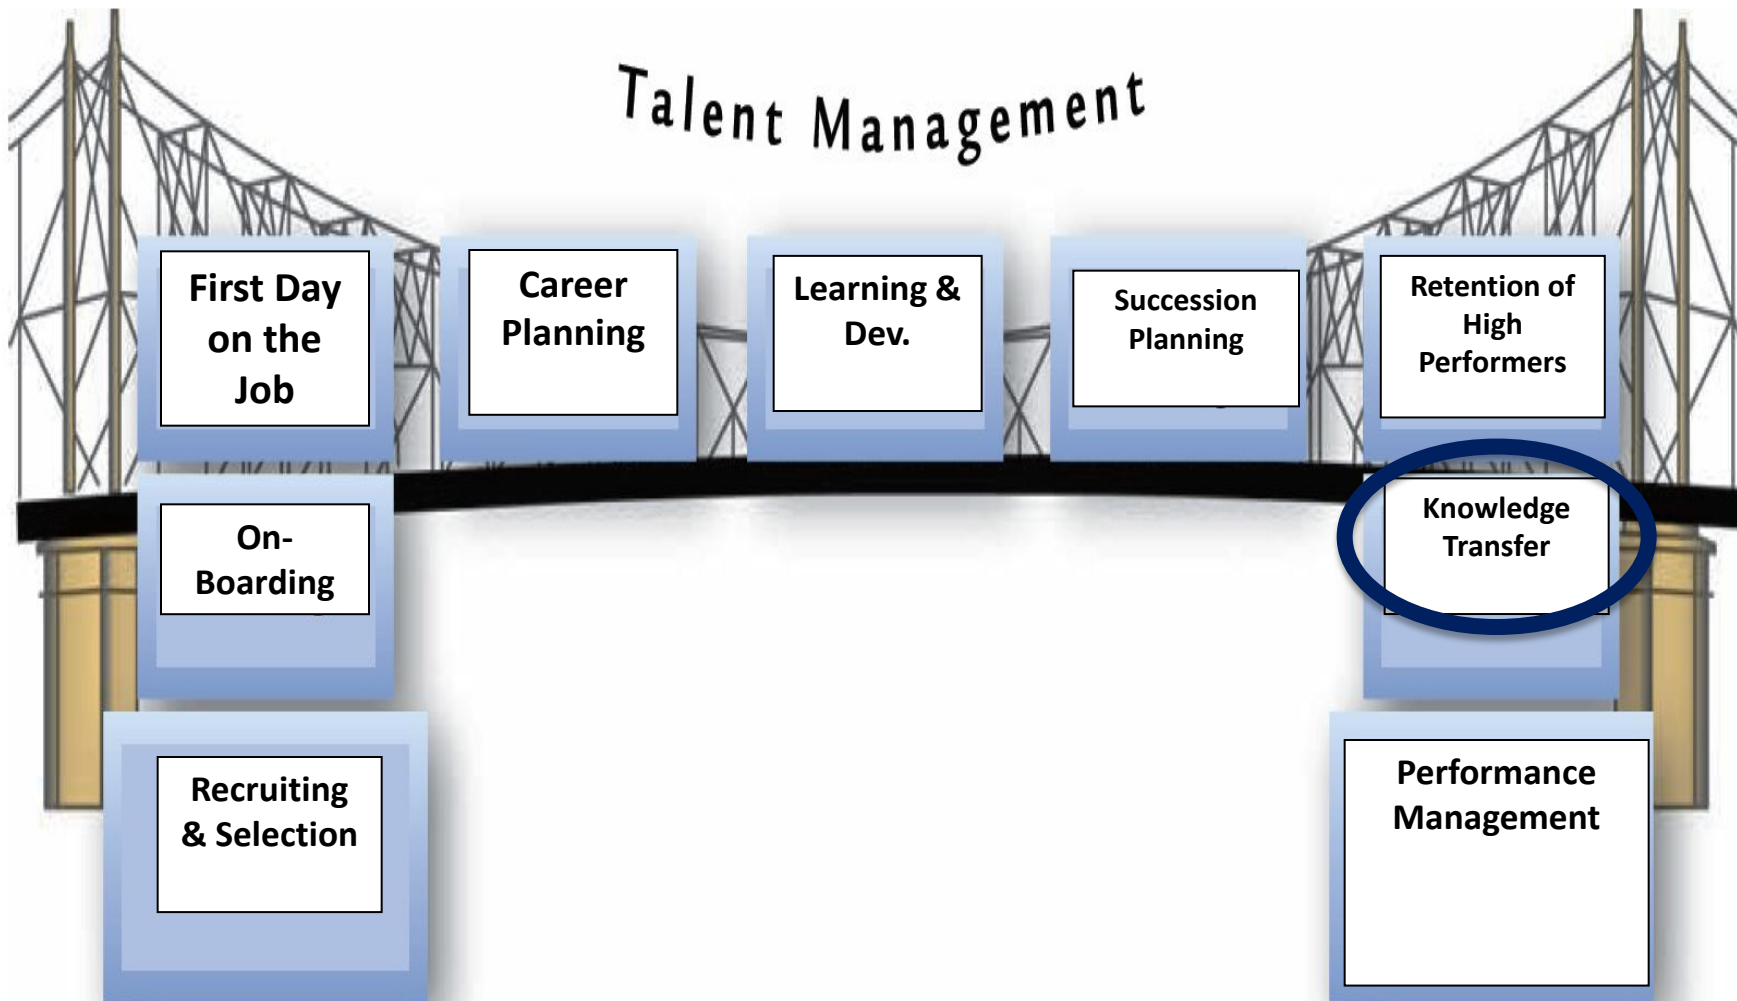 Talent Management
First Day
on the
Job
Career
Planning
Learning &
Dev.
Succession
Planning
Retention of
High
Performers
On-
Boarding
Knowledge
Transfer
Recruiting
& Selection
Performance
Management